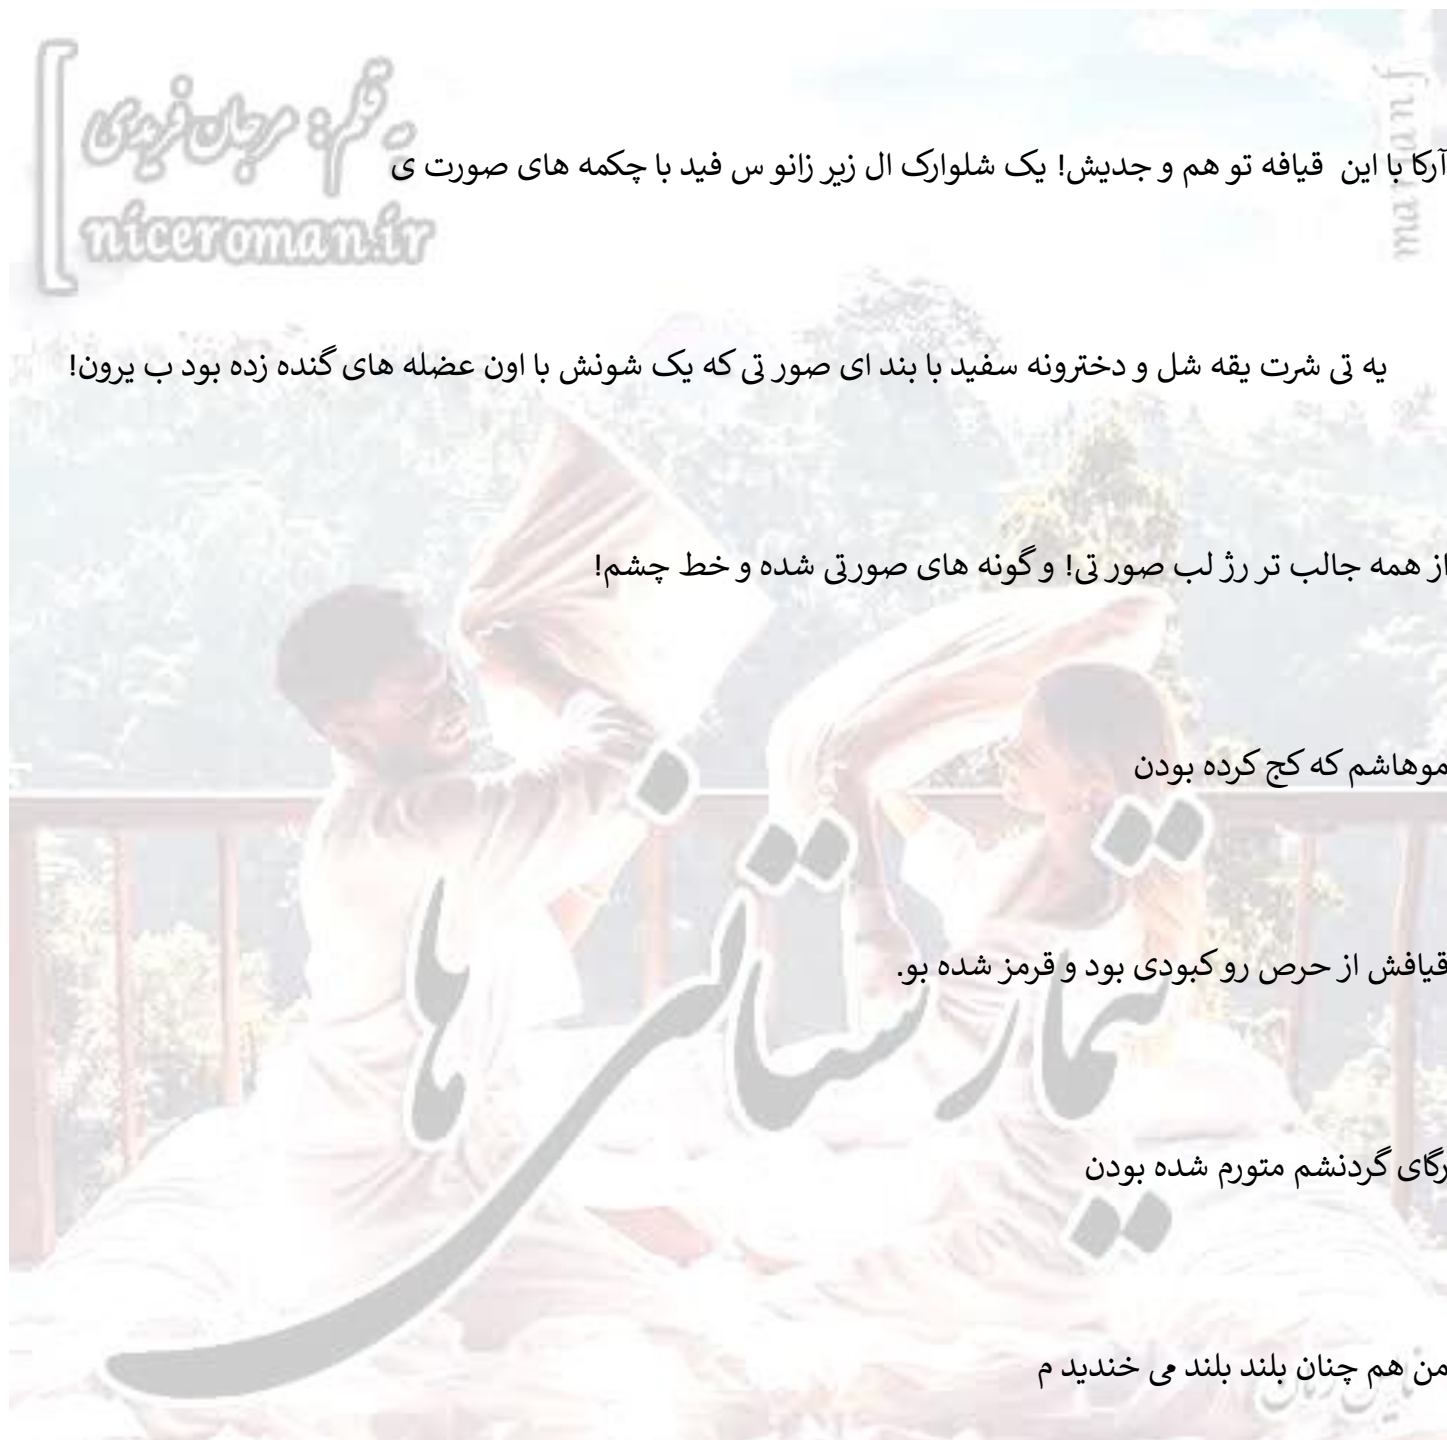 به قلم: مرجان فریدی
niceroman.ir
marjan.f
آرکا با این قیافه تو هم و جدیش! یک شلوارک ال زیر زانو س فید با چکمه های صورت ی
یه تی شرت یقه شل و دخترونه سفید با بند ای صور تی که یک شونش با اون عضله های گنده زده بود ب یرون!
از همه جالب تر رژ لب صور تی! و گونه های صورتی شده و خط چشم!
موهاشم که کج کرده بودن
قیافش از حرص رو کبودی بود و قرمز شده بو.
تیمارستانی ها
رگای گردنشم متورم شده بودن
من هم چنان بلند بلند می خندید م
نایس رمان